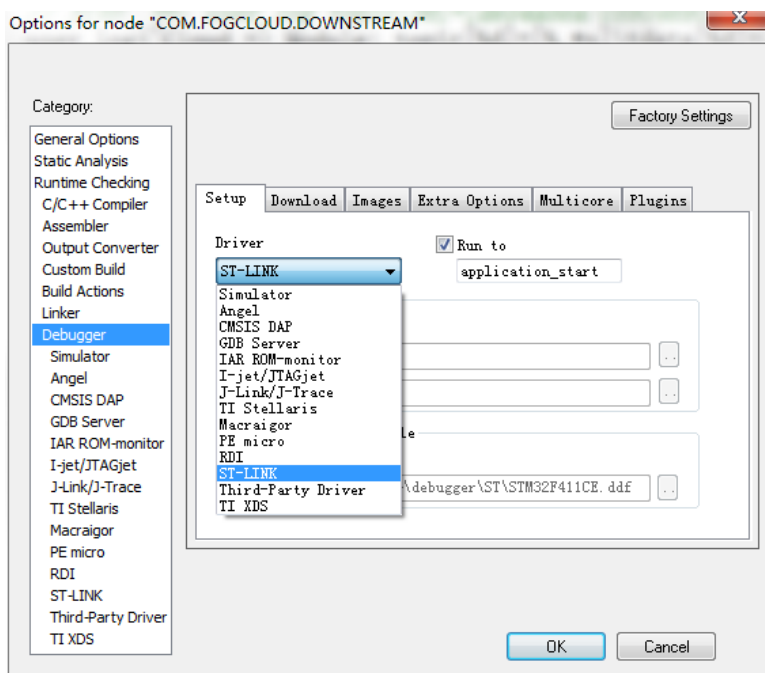 Options for node "COM.FOGCLOUD.DOWNSTREAM"
Category:
General Options
Static Analysis
Runtime Checking
C/C++ Compiler
Assembler
Output Converter
Custom Build
Build Actions
Linker
Debugger
Simulator
Angel
CMSIS DAP
GDB Server
IAR ROM-monitor
I-jet/JTAGjet
J-Link/J-Trace
TI Stellaris
Macraigor
PE micro
RDI
ST-LINK
Third-Party Driver
TI XDS
Factory Settings
Setup Download Images Extra Options Multicore Plugins
Driver
Run to
ST-LINK
application_start
Simulator
Angel
CMSIS DAP
GDB Server
IAR ROM-monitor
I-jet/JTAGjet
J-Link/J-Trace
TI Stellaris
Macraigor
PE micro
RDI
ST-LINK
Third-Party Driver
TI XDS
..
..
\debugger\ST\STM32F411CE.ddf
..
OK Cancel